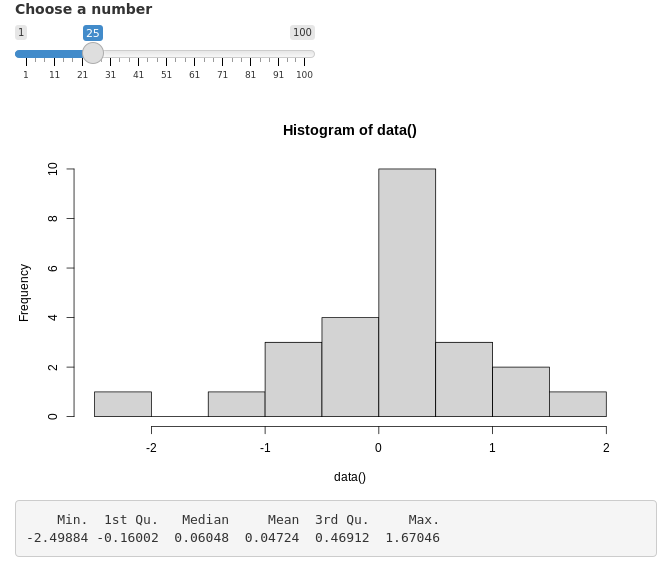 Choose a number
1 25 100
1 11 21 31 41 51 61 71 81 91 100
Histogram of data()
Frequency
10
8
6
4
2
0
-2 -1 0 1 2
data()
Min. 1st Qu. Median Mean 3rd Qu. Max.
-2.49884 -0.16002 0.06048 0.04724 0.46912 1.67046